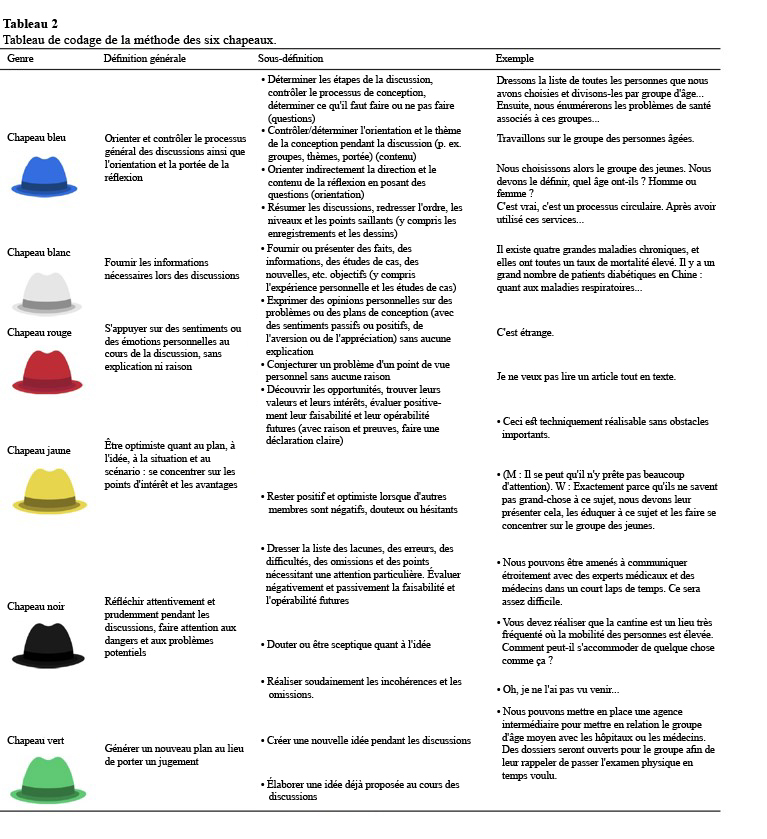 Tableau 2
Tableau de codage de la méthode des six chapeaux.
Genre
Définition générale
Sous-définition
Exemple
Chapeau bleu
Orienter et contrôler le processus
général des discussions ainsi que
l'orientation et la portée de la
réflexion
• Déterminer les étapes de la discussion,
contrôler le processus de conception,
déterminer ce qu'il faut faire ou ne pas faire
(questions)
• Contrôler/déterminer l'orientation et le thème
de la conception pendant la discussion (p. ex.
groupes, thèmes, portée) (contenu)
• Orienter indirectement la direction et le
contenu de la réflexion en posant des
questions (orientation)
• Résumer les discussions, redresser l'ordre, les
niveaux et les points saillants (y compris les
enregistrements et les dessins)
Dressons la liste de toutes les personnes que nous
avons choisies et divisons-les par groupe d'âge...
Ensuite, nous énumérerons les problèmes de santé
associés à ces groupes...
Travaillons sur le groupe des personnes âgées.
Nous choisissons alors le groupe des jeunes. Nous
devons le définir, quel âge ont-ils ? Homme ou
femme ?
C'est vrai, c'est un processus circulaire. Après avoir
utilisé ces services...
Chapeau blanc
Fournir les informations
nécessaires lors des discussions
• Fournir ou présenter des faits, des
informations, des études de cas, des
nouvelles, etc. objectifs (y compris
l'expérience personnelle et les études de cas)
Il existe quatre grandes maladies chroniques, et
elles ont toutes un taux de mortalité élevé. Il y a un
grand nombre de patients diabétiques en Chine :
quant aux maladies respiratoires...
Chapeau rouge
S'appuyer sur des sentiments ou
des émotions personnelles au
cours de la discussion, sans
explication ni raison
• Exprimer des opinions personnelles sur des
problèmes ou des plans de conception (avec
des sentiments passifs ou positifs, de
l'aversion ou de l'appréciation) sans aucune
explication
• Conjecturer un problème d'un point de vue
personnel sans aucune raison
C'est étrange.
Je ne veux pas lire un article tout en texte.
Chapeau jaune
Être optimiste quant au plan, à
l'idée, à la situation et au
scénario : se concentrer sur les
points d'intérêt et les avantages
• Découvrir les opportunités, trouver leurs
valeurs et leurs intérêts, évaluer positive-
ment leur faisabilité et leur opérabilité
futures (avec raison et preuves, faire une
déclaration claire)
• Rester positif et optimiste lorsque d'autres
membres sont négatifs, douteux ou hésitants
• Ceci est techniquement réalisable sans obstacles
importants.
• (M : Il se peut qu'il n'y prête pas beaucoup
d'attention). W : Exactement parce qu'ils ne savent
pas grand-chose à ce sujet, nous devons leur
présenter cela, les éduquer à ce sujet et les faire se
concentrer sur le groupe des jeunes.
Chapeau noir
Réfléchir attentivement et
prudemment pendant les
discussions, faire attention aux
dangers et aux problèmes
potentiels
• Dresser la liste des lacunes, des erreurs, des
difficultés, des omissions et des points
nécessitant une attention particulière. Évaluer
négativement et passivement la faisabilité et
l'opérabilité futures
• Douter ou être sceptique quant à l'idée
• Réaliser soudainement les incohérences et les
omissions.
• Nous pouvons être amenés à communiquer
étroitement avec des experts médicaux et des
médecins dans un court laps de temps. Ce sera
assez difficile.
• Vous devez réaliser que la cantine est un lieu très
fréquenté où la mobilité des personnes est élevée.
Comment peut-il s'accommoder de quelque chose
comme ça ?
• Oh, je ne l'ai pas vu venir...
Chapeau vert
Générer un nouveau plan au lieu
de porter un jugement
• Créer une nouvelle idée pendant les discussions
• Élaborer une idée déjà proposée au cours des
discussions
• Nous pouvons mettre en place une agence
intermédiaire pour mettre en relation le groupe
d'âge moyen avec les hôpitaux ou les médecins.
Des dossiers seront ouverts pour le groupe afin de
leur rappeler de passer l'examen physique en
temps voulu.